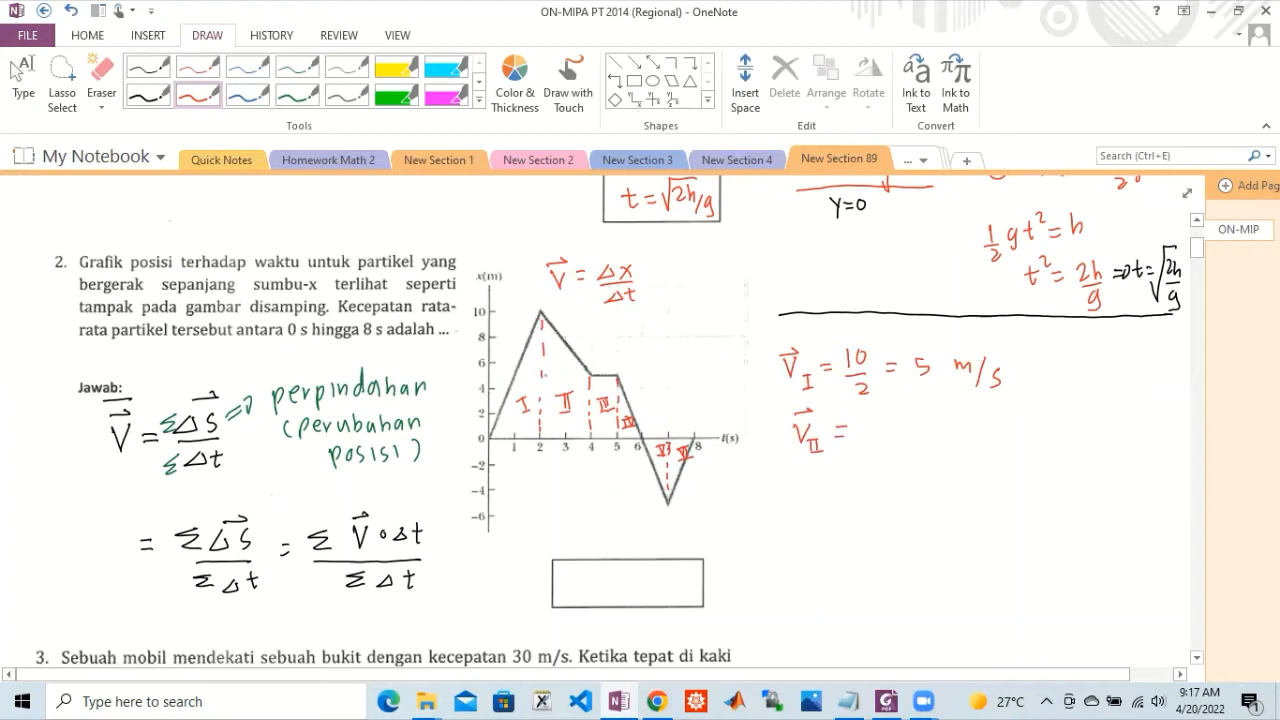 ON-MIPA PT 2014 (Regional) - OneNote
FILE HOME INSERT DRAW HISTORY REVIEW VIEW
Type Lasso Select Eraser Color & Thickness Draw with Touch Insert Space Delete Arrange Rotate Ink to Text Ink to Math
Tools Shapes Edit Convert
My Notebook Quick Notes Homework Math 2 New Section 1 New Section 2 New Section 3 New Section 4 New Section 89 ... Search (Ctrl+E)
Add Pag
ON-MIP
t = √2h/g
Y=0
½ gt² = h
t² = 2h/g => t = √2h/g
2. Grafik posisi terhadap waktu untuk partikel yang
bergerak sepanjang sumbu-x terlihat seperti
tampak pada gambar disamping. Kecepatan rata-
rata partikel tersebut antara 0 s hingga 8 s adalah ...
Jawab:
V = ΣΔs / ΣΔt => perpindahan
(perubahan
posisi)
= ΣΔs / ΣΔt = Σ V . Δt / ΣΔt
x(m)
V = Δx / Δt
10
8
6
4
2
0
-2
-4
-6
1 2 3 4 5 6 7 8 t(s)
I II III IV V VI
V I = 10/2 = 5 m/s
V II =
3. Sebuah mobil mendekati sebuah bukit dengan kecepatan 30 m/s. Ketika tepat di kaki
Type here to search
27°C
9:17 AM
4/20/2022